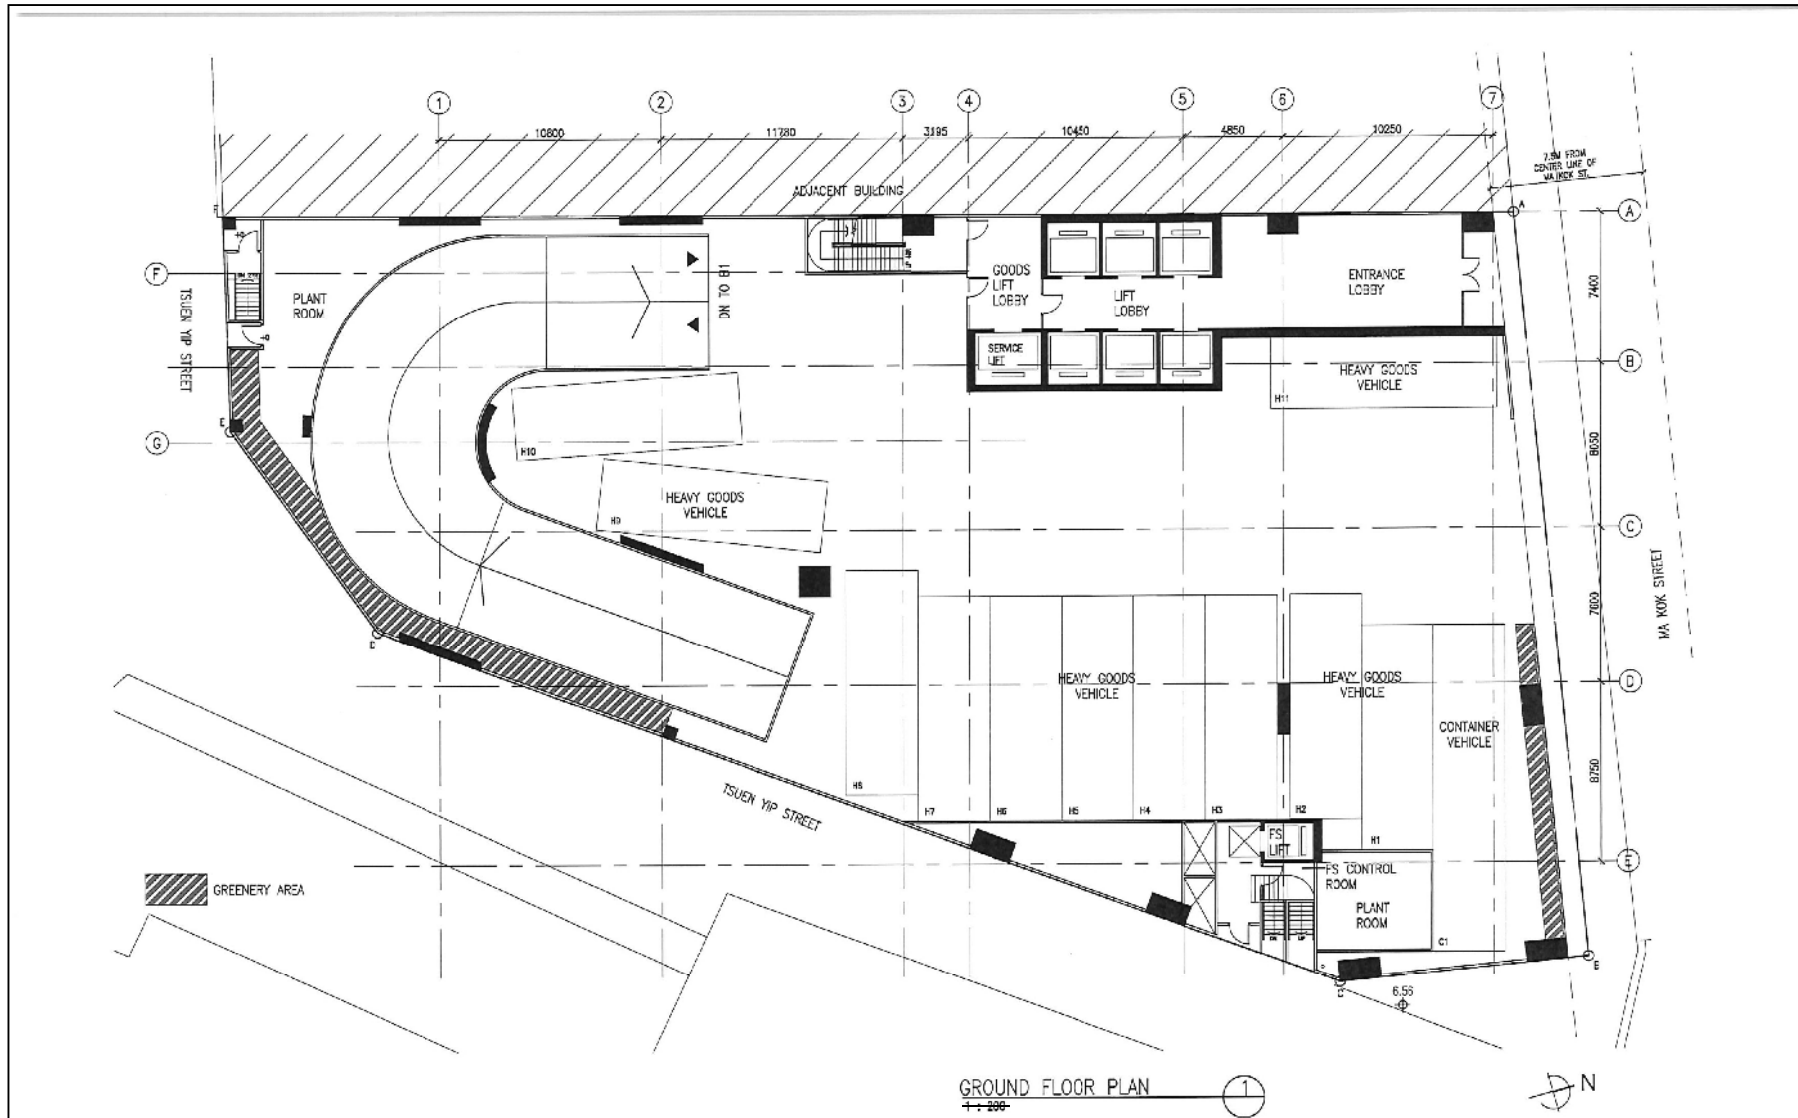 1
2
3
4
5
6
7
10800
11780
3195
10450
4850
10250
7.5M FROM
CENTER LINE OF
MA KOK ST.
ADJACENT BUILDING
F
A
A
UP
GOODS
LIFT
LOBBY
LIFT
LOBBY
ENTRANCE
LOBBY
F
TSUEN YIP STREET
PLANT
ROOM
DN TO B1
7400
SERVICE
LIFT
HEAVY GOODS
VEHICLE
H11
B
E
G
H10
8050
HEAVY GOODS
VEHICLE
H9
C
MA KOK STREET
7600
D
HEAVY GOODS
VEHICLE
HEAVY GOODS
VEHICLE
D
CONTAINER
VEHICLE
8750
TSUEN YIP STREET
H8
H7
H6
H5
H4
H3
H2
H1
FS
LIFT
E
FS CONTROL
ROOM
PLANT
ROOM
GREENERY AREA
DN
UP
C1
B
C
6.56
GROUND FLOOR PLAN
1 : 200
1
N